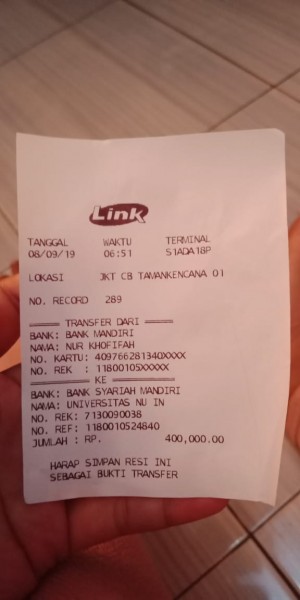 Link
TANGGAL WAKTU TERMINAL
08/09/19 06:51 S1ADA18P
LOKASI JKT CB TAMANKENCANA 01
NO. RECORD 289
===== TRANSFER DARI =====
BANK: BANK MANDIRI
NAMA: NUR KHOFIFAH
NO. KARTU: 409766281340XXXX
NO. REK : 11800105XXXXX
===== KE =====
BANK: BANK SYARIAH MANDIRI
NAMA: UNIVERSITAS NU IN
NO. REK: 7130090038
NO. REF: 1180010524840
JUMLAH : RP. 400,000.00
HARAP SIMPAN RESI INI
SEBAGAI BUKTI TRANSFER